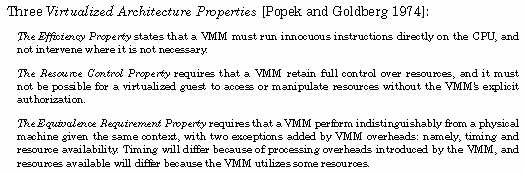 Three Virtualized Architecture Properties [Popek and Goldberg 1974]:
The Efficiency Property states that a VMM must run innocuous instructions directly on the CPU, and
not intervene where it is not necessary.
The Resource Control Property requires that a VMM retain full control over resources, and it must
not be possible for a virtualized guest to access or manipulate resources without the VMM's explicit
authorization.
The Equivalence Requirement Property requires that a VMM perform indistinguishably from a physical
machine given the same context, with two exceptions added by VMM overheads: namely, timing and
resource availability. Timing will differ because of processing overheads introduced by the VMM, and
resources available will differ because the VMM utilizes some resources.